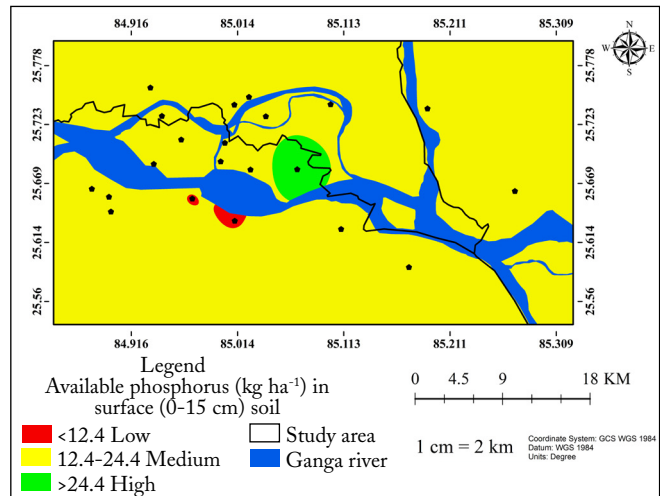 84.916 85.014 85.113 85.211 85.309
N
W E
S
25.778 25.778
25.723 25.723
25.669 25.669
25.614 25.614
25.56 25.56
84.916 85.014 85.113 85.211 85.309
Legend
Available phosphorus (kg ha⁻¹) in
surface (0-15 cm) soil
<12.4 Low
12.4-24.4 Medium
>24.4 High
Study area
Ganga river
0 4.5 9 18 KM
1 cm = 2 km
Coordinate System: GCS WGS 1984
Datum: WGS 1984
Units: Degree